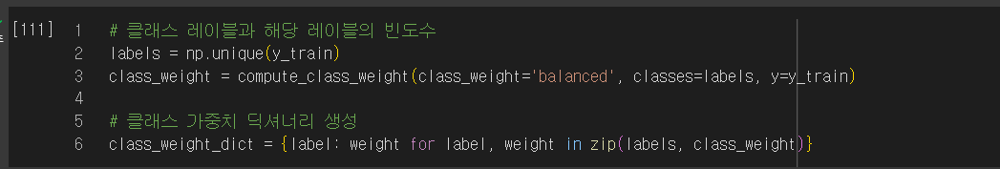 [111] 1 # 클래스 레이블과 해당 레이블의 빈도수
2 labels = np.unique(y_train)
3 class_weight = compute_class_weight(class_weight='balanced', classes=labels, y=y_train)
4
5 # 클래스 가중치 딕셔너리 생성
6 class_weight_dict = {label: weight for label, weight in zip(labels, class_weight)}